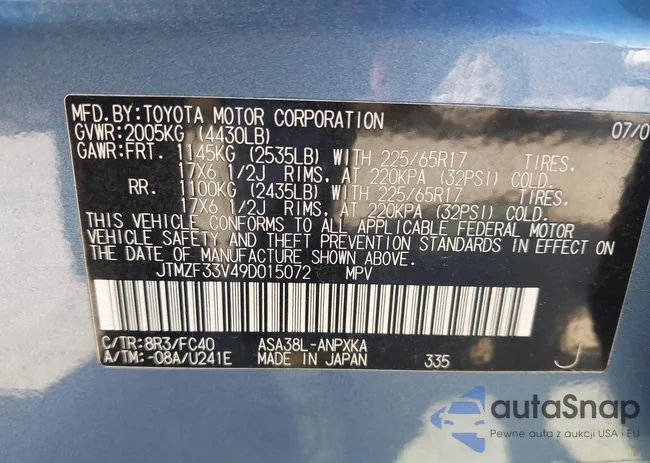 MFD.BY:TOYOTA MOTOR CORPORATION 07/0
GVWR:2005KG (4430LB)
GAWR:FRT. 1145KG (2535LB) WITH 225/65R17 TIRES,
17X6 1/2J RIMS, AT 220KPA (32PSI) COLD.
RR. 1100KG (2435LB) WITH 225/65R17 TIRES,
17X6 1/2J RIMS, AT 220KPA (32PSI) COLD.
THIS VEHICLE CONFORMS TO ALL APPLICABLE FEDERAL MOTOR
VEHICLE SAFETY AND THEFT PREVENTION STANDARDS IN EFFECT ON
THE DATE OF MANUFACTURE SHOWN ABOVE.
JTMZF33V49D015072 MPV
C/TR:8R3/FC40 ASA38L-ANPXKA
A/TM:-08A/U241E MADE IN JAPAN 335 J
autaSnap
Pewne auta z aukcji USA i EU